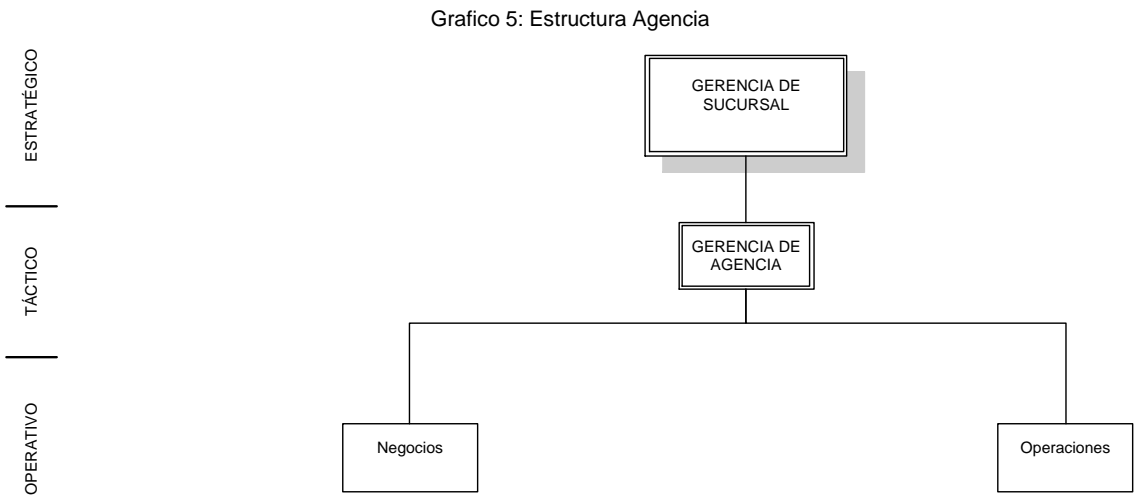 Grafico 5: Estructura Agencia
ESTRATÉGICO
GERENCIA DE
SUCURSAL
TÁCTICO
GERENCIA DE
AGENCIA
OPERATIVO
Negocios
Operaciones